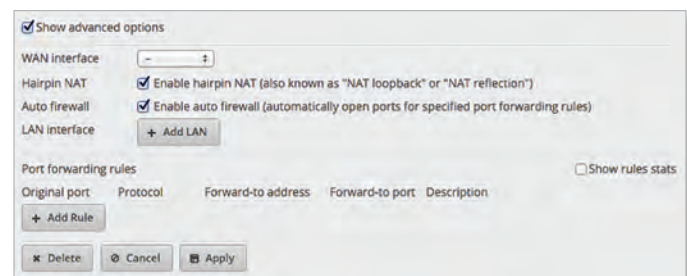 Show advanced options
WAN interface –
Hairpin NAT Enable hairpin NAT (also known as "NAT loopback" or "NAT reflection")
Auto firewall Enable auto firewall (automatically open ports for specified port forwarding rules)
LAN interface + Add LAN
Port forwarding rules Show rules stats
Original port Protocol Forward-to address Forward-to port Description
+ Add Rule
Delete Cancel Apply